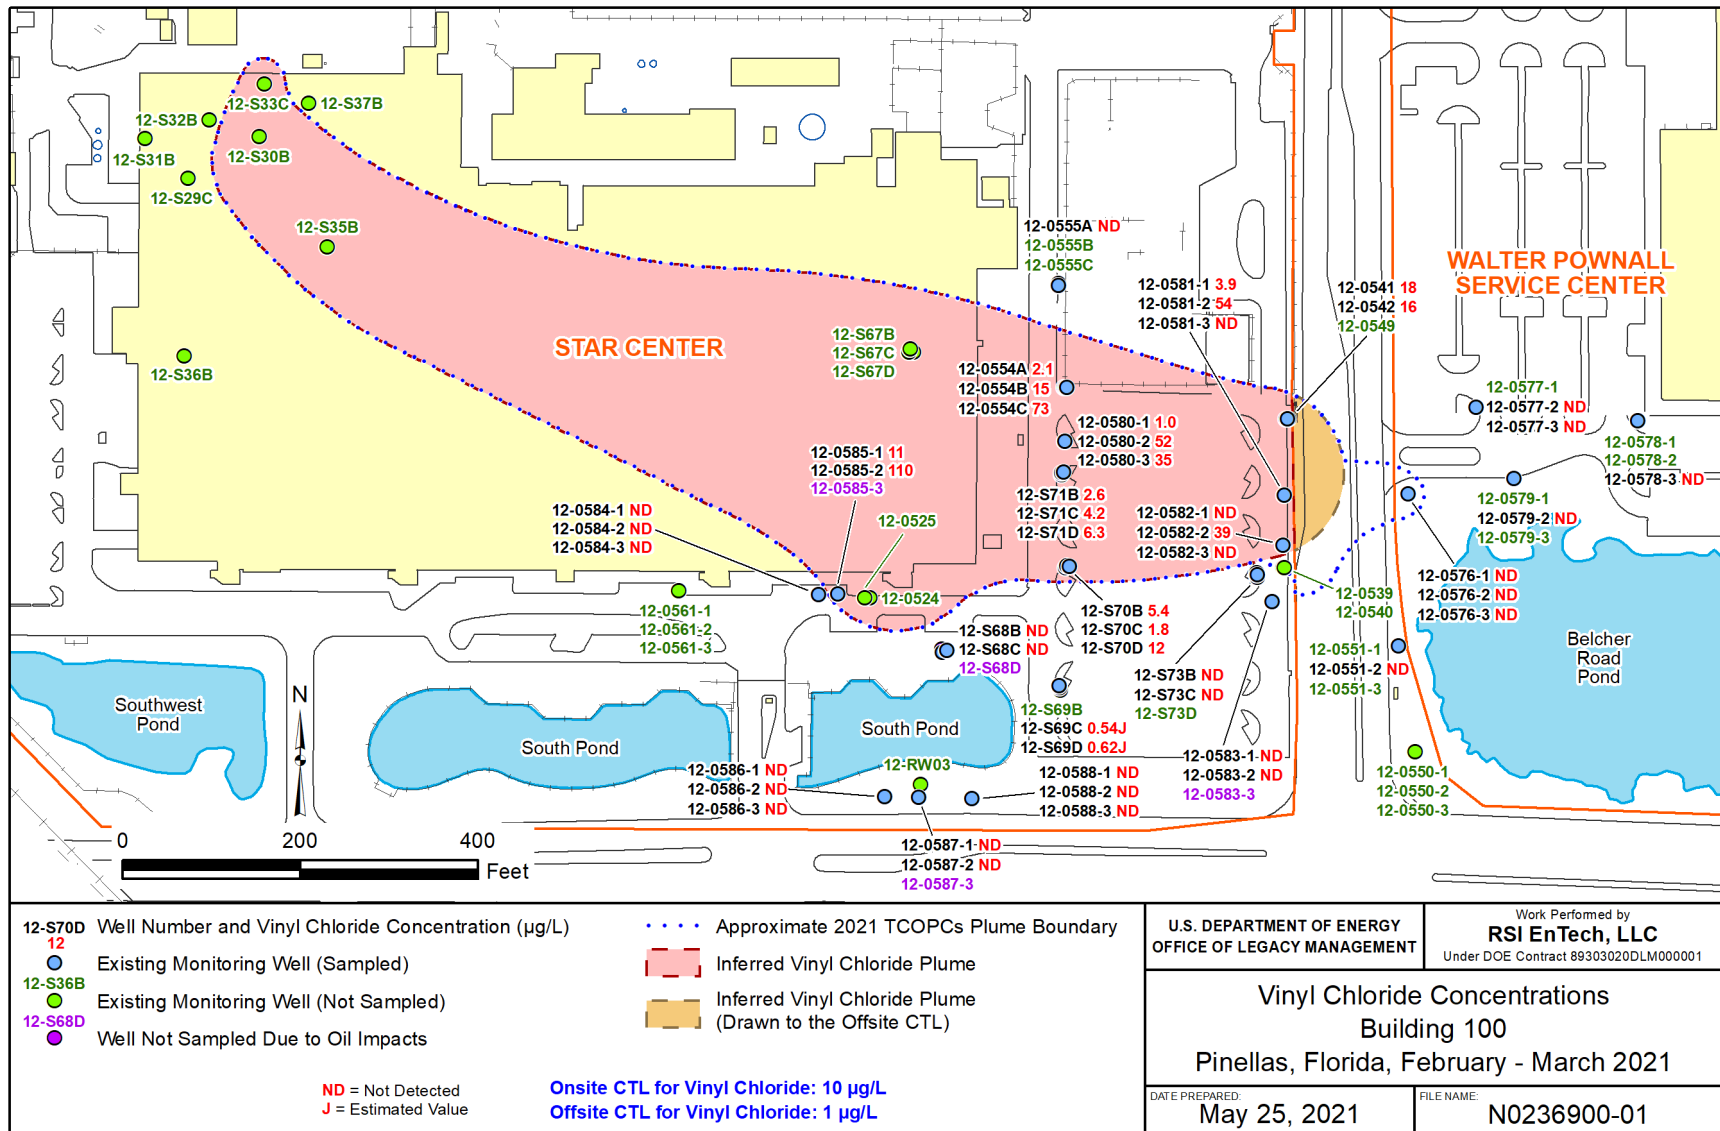 12-S33C
12-S37B
12-S32B
12-S31B
12-S30B
12-S29C
12-S35B
12-S36B
STAR CENTER
12-0555A ND
12-0555B
12-0555C
WALTER POWNALL
SERVICE CENTER
12-0581-1 3.9
12-0581-2 54
12-0581-3 ND
12-0541 18
12-0542 16
12-0549
12-S67B
12-S67C
12-S67D
12-0554A 2.1
12-0554B 15
12-0554C 73
12-0577-1
12-0577-2 ND
12-0577-3 ND
12-0580-1 1.0
12-0580-2 52
12-0580-3 35
12-0578-1
12-0578-2
12-0578-3 ND
12-0585-1 11
12-0585-2 110
12-0585-3
12-S71B 2.6
12-S71C 4.2
12-S71D 6.3
12-0579-1
12-0579-2 ND
12-0579-3
12-0584-1 ND
12-0584-2 ND
12-0584-3 ND
12-0525
12-0582-1 ND
12-0582-2 39
12-0582-3 ND
12-0524
12-0561-1
12-0561-2
12-0561-3
12-0539
12-0540
12-0576-1 ND
12-0576-2 ND
12-0576-3 ND
12-S70B 5.4
12-S70C 1.8
12-S70D 12
12-S68B ND
12-S68C ND
12-S68D
12-0551-1
12-0551-2 ND
12-0551-3
Belcher
Road
Pond
12-S73B ND
12-S73C ND
12-S73D
N
Southwest
Pond
South Pond
South Pond
12-S69B
12-S69C 0.54J
12-S69D 0.62J
12-0583-1 ND
12-0583-2 ND
12-0583-3
12-0586-1 ND
12-0586-2 ND
12-0586-3 ND
12-RW03
12-0588-1 ND
12-0588-2 ND
12-0588-3 ND
12-0550-1
12-0550-2
12-0550-3
12-0587-1 ND
12-0587-2 ND
12-0587-3
0 200 400
Feet
12-S70D Well Number and Vinyl Chloride Concentration (µg/L)
12
Existing Monitoring Well (Sampled)
12-S36B
Existing Monitoring Well (Not Sampled)
12-S68D
Well Not Sampled Due to Oil Impacts
Approximate 2021 TCOPCs Plume Boundary
Inferred Vinyl Chloride Plume
Inferred Vinyl Chloride Plume
(Drawn to the Offsite CTL)
ND = Not Detected
J = Estimated Value
Onsite CTL for Vinyl Chloride: 10 µg/L
Offsite CTL for Vinyl Chloride: 1 µg/L
U.S. DEPARTMENT OF ENERGY
OFFICE OF LEGACY MANAGEMENT
Work Performed by
RSI EnTech, LLC
Under DOE Contract 89303020DLM000001
Vinyl Chloride Concentrations
Building 100
Pinellas, Florida, February - March 2021
DATE PREPARED:
May 25, 2021
FILE NAME:
N0236900-01